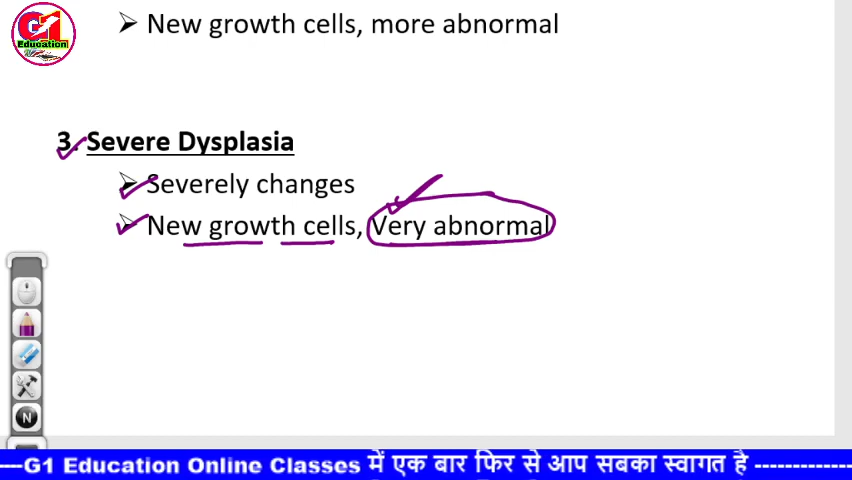 G1
Education
➢ New growth cells, more abnormal
3. Severe Dysplasia
➢ Severely changes
➢ New growth cells, Very abnormal
N
----G1 Education Online Classes में एक बार फिर से आप सबका स्वागत है --------------